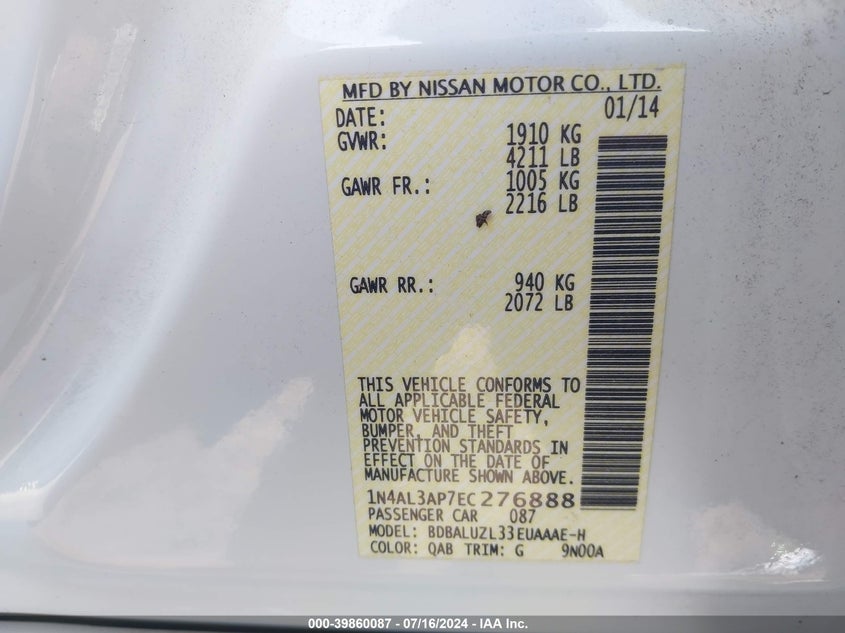 MFD BY NISSAN MOTOR CO., LTD.
DATE: 01/14
GVWR: 1910 KG
4211 LB
GAWR FR.: 1005 KG
2216 LB
GAWR RR.: 940 KG
2072 LB
THIS VEHICLE CONFORMS TO
ALL APPLICABLE FEDERAL
MOTOR VEHICLE SAFETY,
BUMPER, AND THEFT
PREVENTION STANDARDS IN
EFFECT ON THE DATE OF
MANUFACTURE SHOWN ABOVE.
1N4AL3AP7EC276888
PASSENGER CAR 087
MODEL: BDBALUZL33EUAAAE-H
COLOR: QAB TRIM: G 9N00A
000-39860087 - 07/16/2024 - IAA Inc.